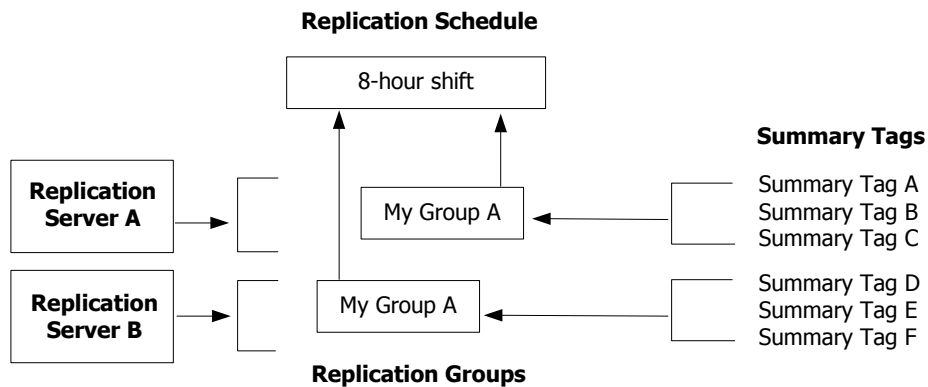 Replication Schedule
8-hour shift
Summary Tags
Replication
Server A
My Group A
Summary Tag A
Summary Tag B
Summary Tag C
Replication
Server B
My Group A
Summary Tag D
Summary Tag E
Summary Tag F
Replication Groups